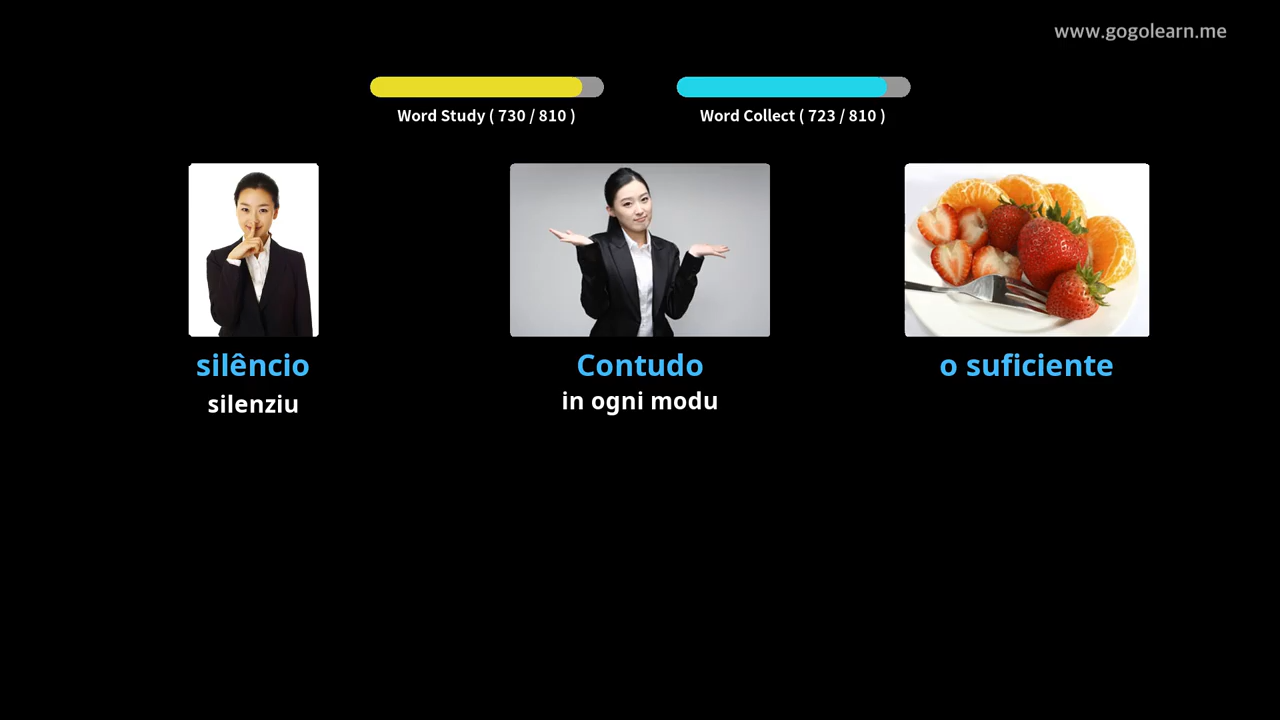 www.gogolearn.me
Word Study ( 730 / 810 )
Word Collect ( 723 / 810 )
silêncio
silenziu
Contudo
in ogni modu
o suficiente